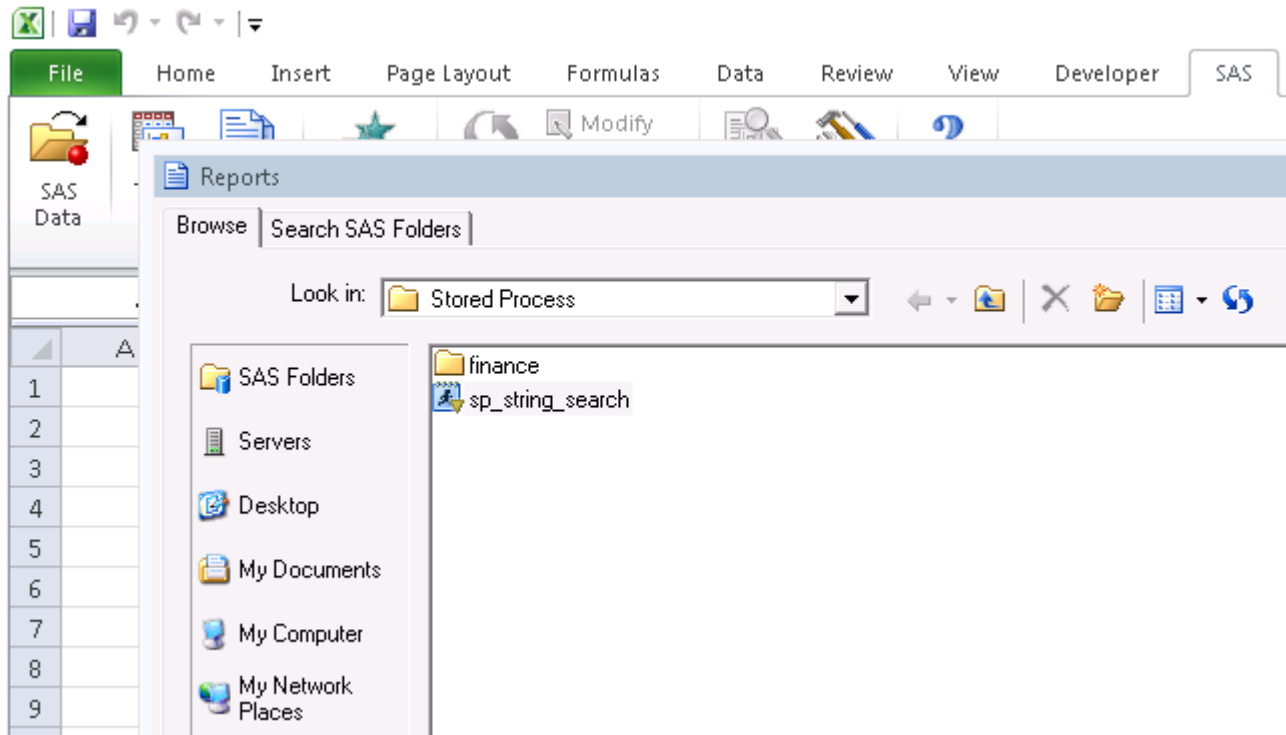 File Home Insert Page Layout Formulas Data Review View Developer SAS
Modify
SAS
Data
Reports
Browse Search SAS Folders
Look in: Stored Process
A
finance
sp_string_search
SAS Folders
Servers
Desktop
My Documents
My Computer
My Network
Places
1
2
3
4
5
6
7
8
9